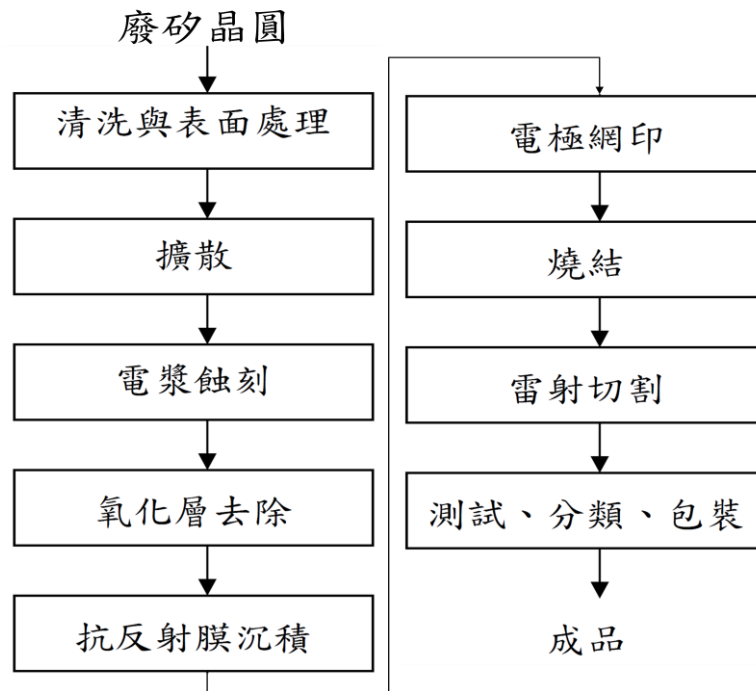 廢矽晶圓
清洗與表面處理
擴散
電漿蝕刻
氧化層去除
抗反射膜沉積
電極網印
燒結
雷射切割
測試、分類、包裝
成品